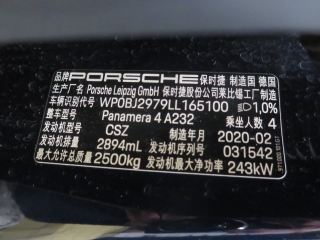 品牌 PORSCHE 保时捷 制造国 德国
生产厂名 / Porsche Leipzig GmbH 保时捷股份公司莱比锡工厂制造
车辆识别代号 WP0BJ2979LL165100 1,0%
整车型号 Panamera 4 A232 乘坐人数 4
发动机型号 CSZ 制造年月 2020-02
发动机排量 2894mL 发动机序列号 031542
最大允许总质量 2500kg 发动机最大净功率 243kW